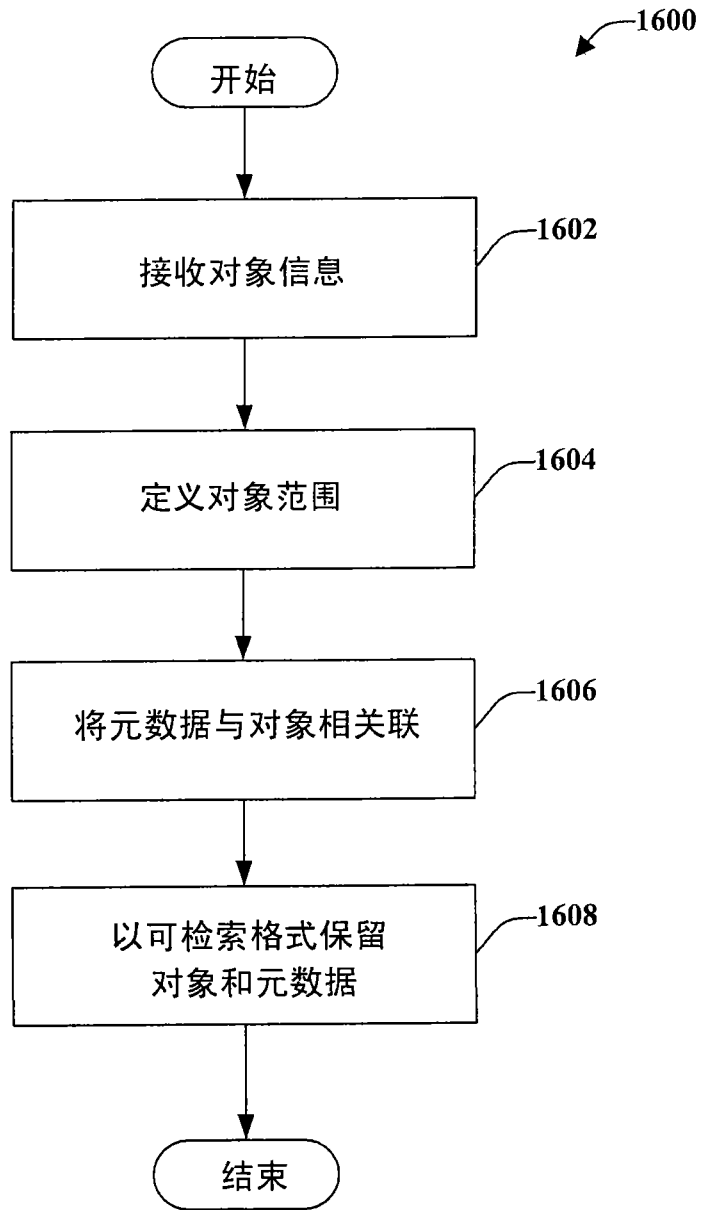 1600
开始
1602
接收对象信息
1604
定义对象范围
1606
将元数据与对象相关联
1608
以可检索格式保留
对象和元数据
结束